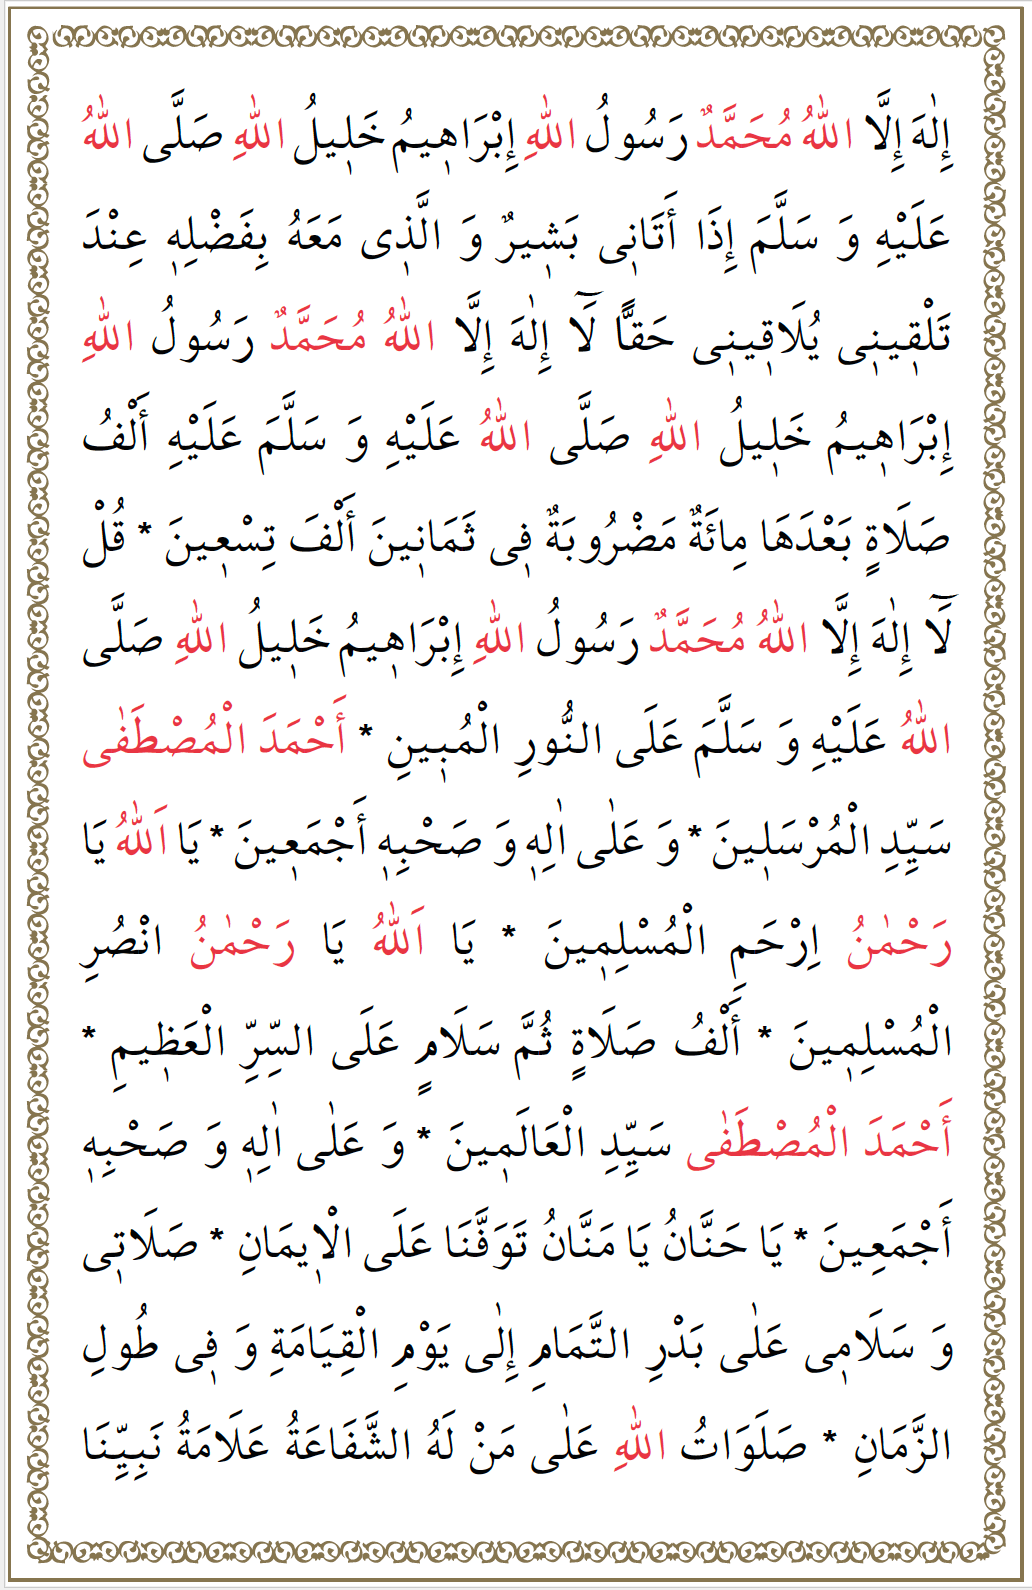 إِلٰهَ إِلَّا اللّٰهُ مُحَمَّدٌ رَسُولُ اللّٰهِ إِبْرَاهٖيمُ خَلٖيلُ اللّٰهِ صَلَّى اللّٰهُ
عَلَيْهِ وَ سَلَّمَ إِذَا أَتَانٖى بَشٖيرٌ وَ الَّذٖى مَعَهُ بِفَضْلِهٖ عِنْدَ
تَلْقٖينٖى يُلَاقٖينٖى حَقًّا لَٓا إِلٰهَ إِلَّا اللّٰهُ مُحَمَّدٌ رَسُولُ اللّٰهِ
إِبْرَاهٖيمُ خَلٖيلُ اللّٰهِ صَلَّى اللّٰهُ عَلَيْهِ وَ سَلَّمَ عَلَيْهِ أَلْفُ
صَلَاةٍ بَعْدَهَا مِائَةٌ مَضْرُوبَةٌ فٖى ثَمَانٖينَ أَلْفَ تِسْعٖينَ * قُلْ
لَٓا إِلٰهَ إِلَّا اللّٰهُ مُحَمَّدٌ رَسُولُ اللّٰهِ إِبْرَاهٖيمُ خَلٖيلُ اللّٰهِ صَلَّى
اللّٰهُ عَلَيْهِ وَ سَلَّمَ عَلَى النُّورِ الْمُبٖينِ * أَحْمَدَ الْمُصْطَفٰى
سَيِّدِ الْمُرْسَلٖينَ * وَ عَلٰى اٰلِهٖ وَ صَحْبِهٖ أَجْمَعٖينَ * يَا اَللّٰهُ يَا
رَحْمٰنُ اِرْحَمِ الْمُسْلِمٖينَ * يَا اَللّٰهُ يَا رَحْمٰنُ انْصُرِ
الْمُسْلِمٖينَ * أَلْفُ صَلَاةٍ ثُمَّ سَلَامٍ عَلَى السِّرِّ الْعَظٖيمِ *
أَحْمَدَ الْمُصْطَفٰى سَيِّدِ الْعَالَمٖينَ * وَ عَلٰى اٰلِهٖ وَ صَحْبِهٖ
أَجْمَعِينَ * يَا حَنَّانُ يَا مَنَّانُ تَوَفَّنَا عَلَى الْاٖيمَانِ * صَلَاتٖى
وَ سَلَامٖى عَلٰى بَدْرِ التَّمَامِ إِلٰى يَوْمِ الْقِيَامَةِ وَ فٖى طُولِ
الزَّمَانِ * صَلَوَاتُ اللّٰهِ عَلٰى مَنْ لَهُ الشَّفَاعَةُ عَلَامَةُ نَبِيِّنَا